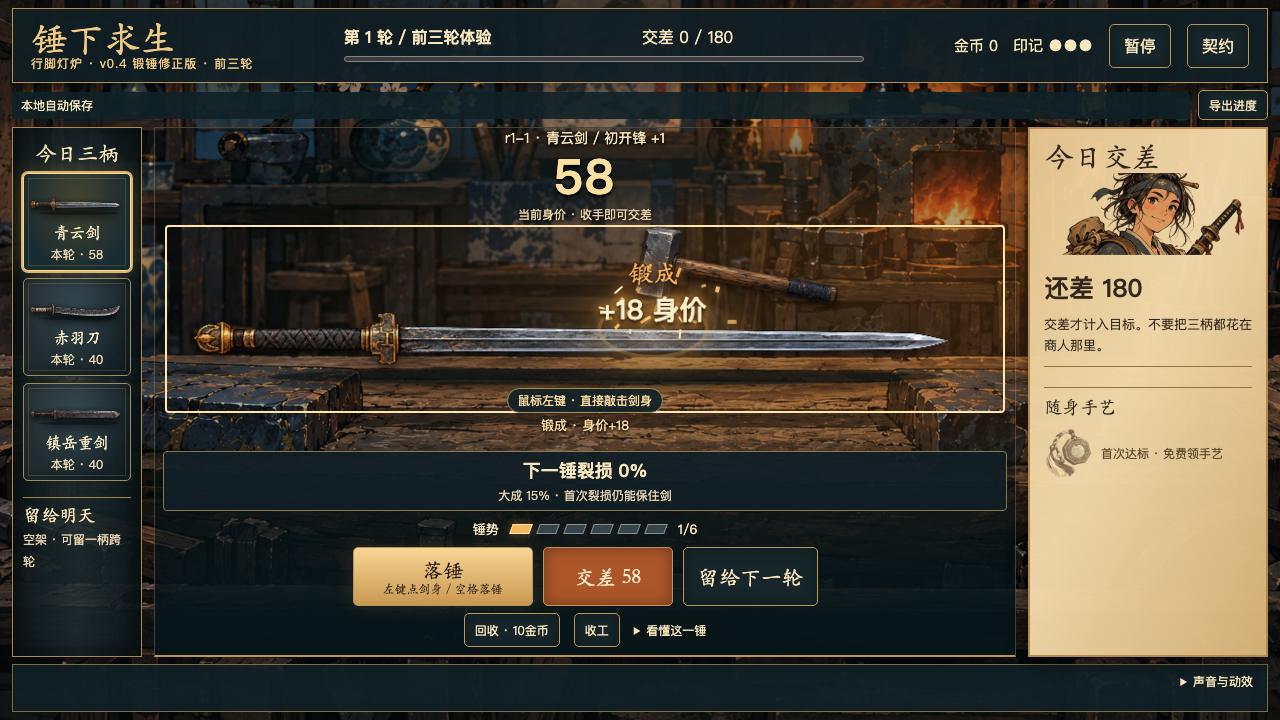 锤下求生
行脚灯炉 · v0.4 锻锤修正版 · 前三轮
第 1 轮 / 前三轮体验
交差 0 / 180
金币 0
印记
暂停
契约
本地自动保存
导出进度
今日三柄
青云剑
本轮 · 58
赤羽刀
本轮 · 40
镇岳重剑
本轮 · 40
留给明天
空架 · 可留一柄跨
轮
r1–1 · 青云剑 / 初开锋 +1
58
当前身价 · 收手即可交差
锻成
+18 身价
鼠标左键 · 直接敲击剑身
锻成 · 身价+18
下一锤裂损 0%
大成 15% · 首次裂损仍能保住剑
锤势
1/6
落锤
左键点剑身 / 空格落锤
交差 58
留给下一轮
回收 · 10金币
收工
▸ 看懂这一锤
今日交差
还差 180
交差才计入目标。不要把三柄都花在
商人那里。
随身手艺
首次达标 · 免费领手艺
▸ 声音与动效